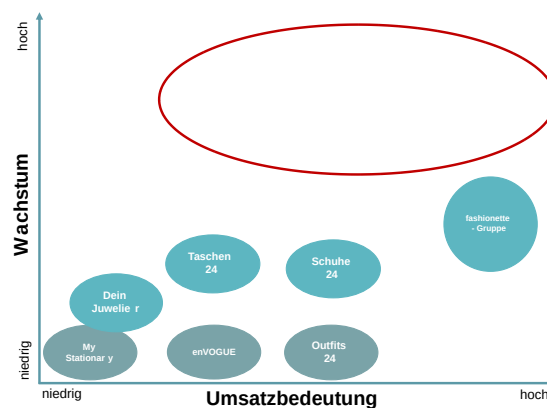 hoch
Wachstum
niedrig
fashionette
- Gruppe
Taschen
24
Schuhe
24
Dein
Juwelie r
My
Stationar y
enVOGUE
Outfits
24
niedrig
Umsatzbedeutung
hoch